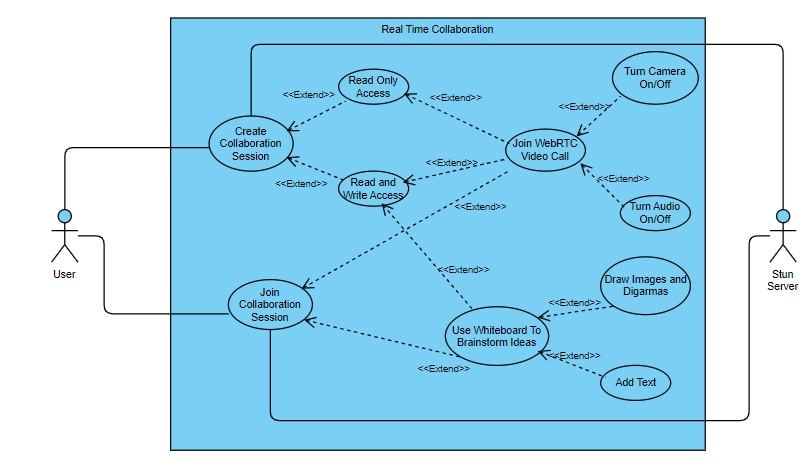 Real Time Collaboration
Read Only
Access
<<Extend>>
<<Extend>>
Turn Camera
On/Off
<<Extend>>
Create
Collaboration
Session
Join WebRTC
Video Call
<<Extend>>
<<Extend>>
Read and
Write Access
<<Extend>>
<<Extend>>
Turn Audio
On/Off
User
Stun
Server
<<Extend>>
Join
Collaboration
Session
Draw Images and
Digarmas
<<Extend>>
Use Whiteboard To
Brainstorm Ideas
<<Extend>>
<<Extend>>
Add Text